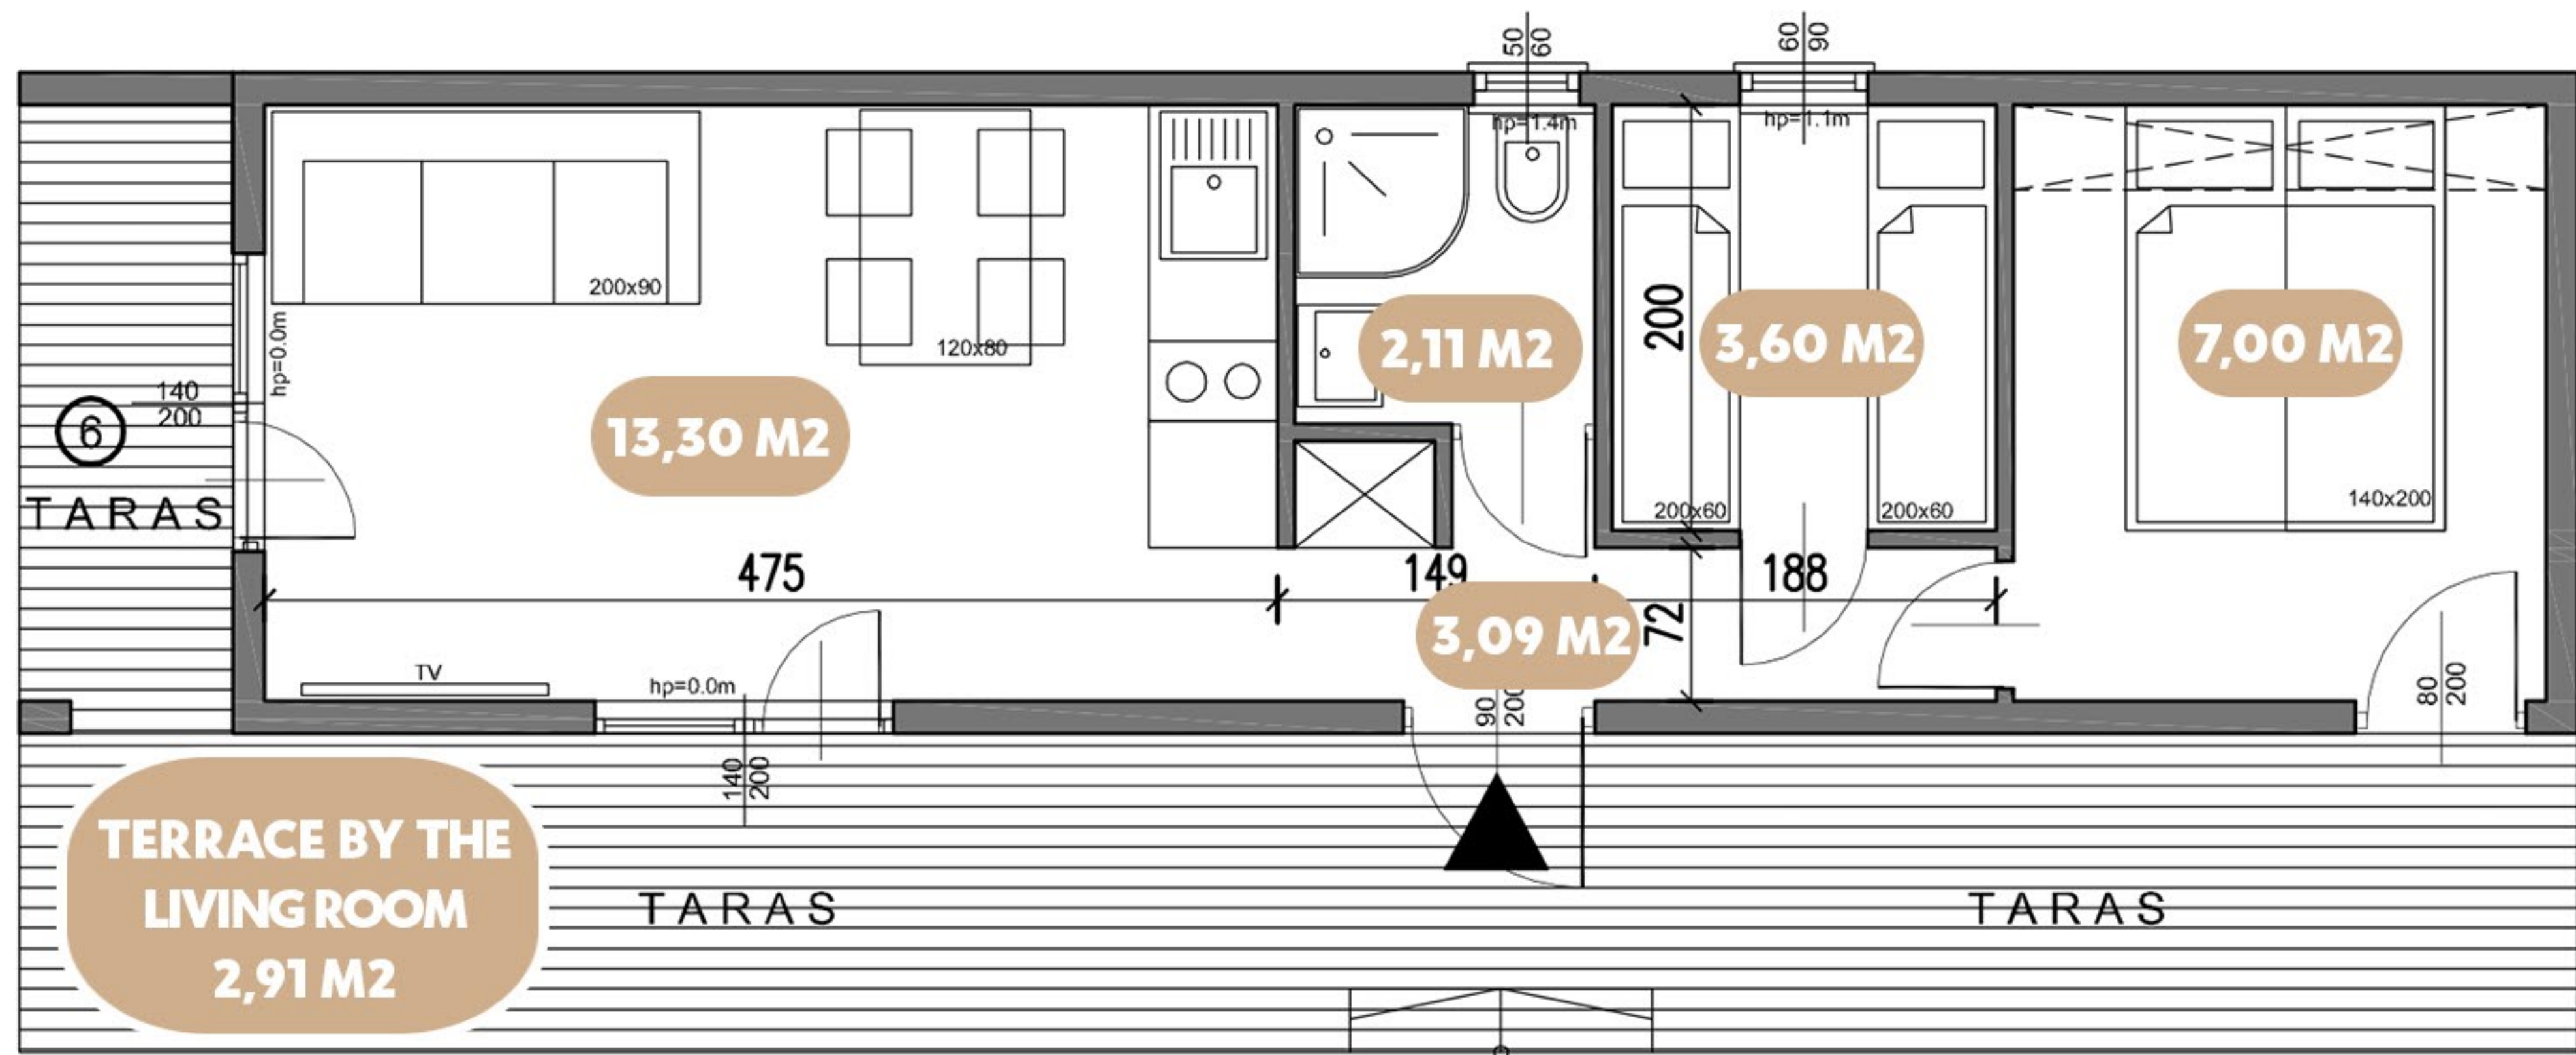 50
60
60
90
hp=1.4m
hp=1.1m
200x90
120x80
hp=0.0m
140
200
6
TARAS
13,30 M2
2,11 M2
200
3,60 M2
7,00 M2
200x60
200x60
140x200
475
149
188
72
3,09 M2
TV
hp=0.0m
90
200
80
200
140
200
TERRACE BY THE
LIVING ROOM
2,91 M2
TARAS
TARAS